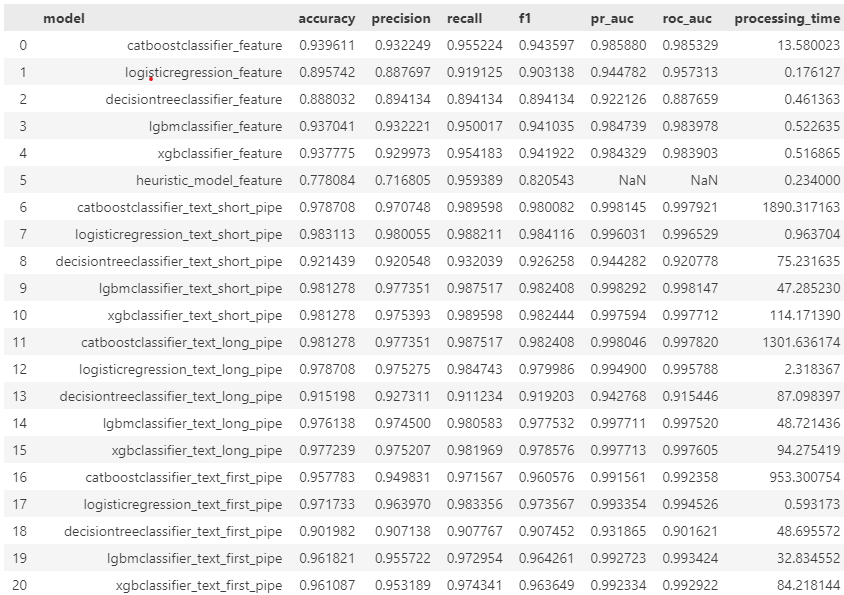 model accuracy precision recall f1 pr_auc roc_auc processing_time
0 catboostclassifier_feature 0.939611 0.932249 0.955224 0.943597 0.985880 0.985329 13.580023
1 logisticregression_feature 0.895742 0.887697 0.919125 0.903138 0.944782 0.957313 0.176127
2 decisiontreeclassifier_feature 0.888032 0.894134 0.894134 0.894134 0.922126 0.887659 0.461363
3 lgbmclassifier_feature 0.937041 0.932221 0.950017 0.941035 0.984739 0.983978 0.522635
4 xgbclassifier_feature 0.937775 0.929973 0.954183 0.941922 0.984329 0.983903 0.516865
5 heuristic_model_feature 0.778084 0.716805 0.959389 0.820543 NaN NaN 0.234000
6 catboostclassifier_text_short_pipe 0.978708 0.970748 0.989598 0.980082 0.998145 0.997921 1890.317163
7 logisticregression_text_short_pipe 0.983113 0.980055 0.988211 0.984116 0.996031 0.996529 0.963704
8 decisiontreeclassifier_text_short_pipe 0.921439 0.920548 0.932039 0.926258 0.944282 0.920778 75.231635
9 lgbmclassifier_text_short_pipe 0.981278 0.977351 0.987517 0.982408 0.998292 0.998147 47.285230
10 xgbclassifier_text_short_pipe 0.981278 0.975393 0.989598 0.982444 0.997594 0.997712 114.171390
11 catboostclassifier_text_long_pipe 0.981278 0.977351 0.987517 0.982408 0.998046 0.997820 1301.636174
12 logisticregression_text_long_pipe 0.978708 0.975275 0.984743 0.979986 0.994900 0.995788 2.318367
13 decisiontreeclassifier_text_long_pipe 0.915198 0.927311 0.911234 0.919203 0.942768 0.915446 87.098397
14 lgbmclassifier_text_long_pipe 0.976138 0.974500 0.980583 0.977532 0.997711 0.997520 48.721436
15 xgbclassifier_text_long_pipe 0.977239 0.975207 0.981969 0.978576 0.997713 0.997605 94.275419
16 catboostclassifier_text_first_pipe 0.957783 0.949831 0.971567 0.960576 0.991561 0.992358 953.300754
17 logisticregression_text_first_pipe 0.971733 0.963970 0.983356 0.973567 0.993354 0.994526 0.593173
18 decisiontreeclassifier_text_first_pipe 0.901982 0.907138 0.907767 0.907452 0.931865 0.901621 48.695572
19 lgbmclassifier_text_first_pipe 0.961821 0.955722 0.972954 0.964261 0.992723 0.993424 32.834552
20 xgbclassifier_text_first_pipe 0.961087 0.953189 0.974341 0.963649 0.992334 0.992922 84.218144